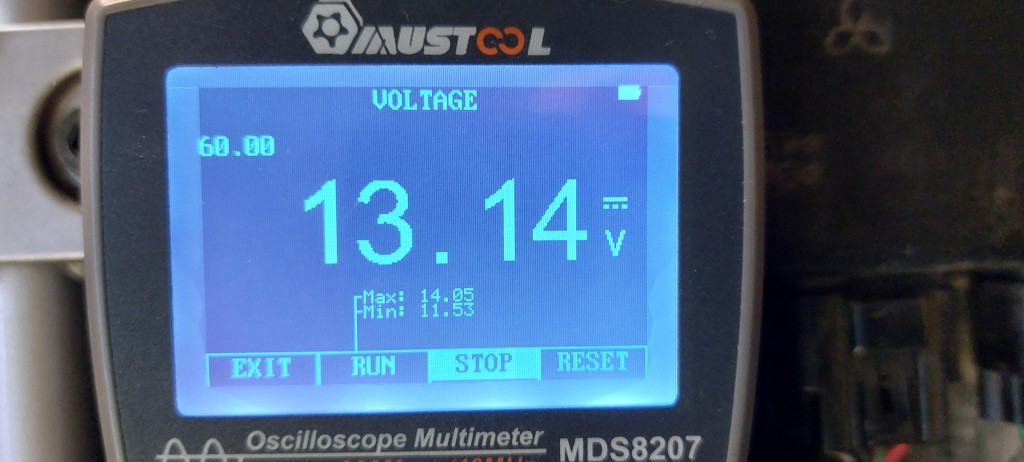 MUSTOOL
VOLTAGE
60.00
13.14 V
Max: 14.05
Min: 11.53
EXIT RUN STOP RESET
Oscilloscope Multimeter
MDS8207